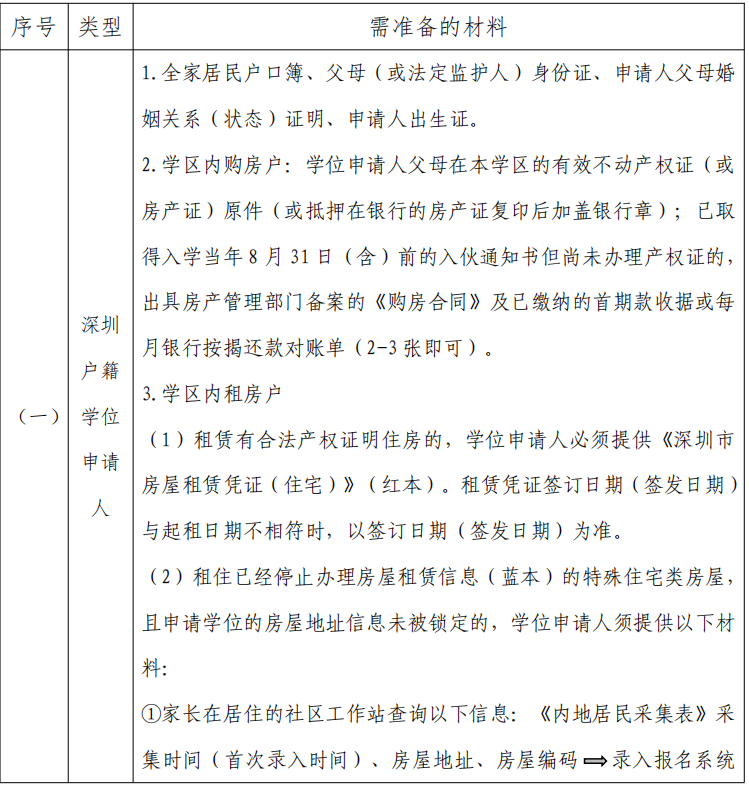 序号 类型 需准备的材料
（一）
深圳
户籍
学位
申请
人
1.全家居民户口簿、父母（或法定监护人）身份证、申请人父母婚
姻关系（状态）证明、申请人出生证。
2.学区内购房户：学位申请人父母在本学区的有效不动产权证（或
房产证）原件（或抵押在银行的房产证复印后加盖银行章）；已取
得入学当年 8 月 31 日（含）前的入伙通知书但尚未办理产权证的，
出具房产管理部门备案的《购房合同》及已缴纳的首期款收据或每
月银行按揭还款对账单（2-3 张即可）。
3.学区内租房户
（1）租赁有合法产权证明住房的，学位申请人必须提供《深圳市
房屋租赁凭证（住宅）》（红本）。租赁凭证签订日期（签发日期）
与起租日期不相符时，以签订日期（签发日期）为准。
（2）租住已经停止办理房屋租赁信息（蓝本）的特殊住宅类房屋，
且申请学位的房屋地址信息未被锁定的，学位申请人须提供以下材
料：
①家长在居住的社区工作站查询以下信息：《内地居民采集表》采
集时间（首次录入时间）、房屋地址、房屋编码⇒录入报名系统